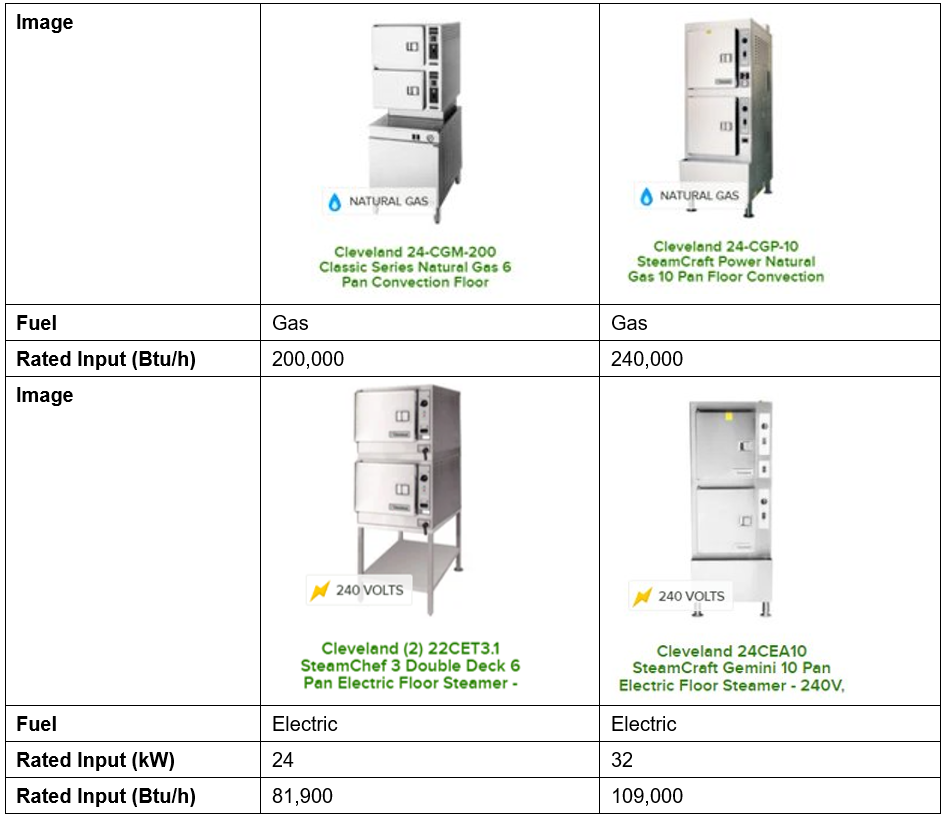 Image
NATURAL GAS
Cleveland 24-CGM-200
Classic Series Natural Gas 6
Pan Convection Floor
NATURAL GAS
Cleveland 24-CGP-10
SteamCraft Power Natural
Gas 10 Pan Floor Convection
Fuel Gas Gas
Rated Input (Btu/h) 200,000 240,000
Image
240 VOLTS
Cleveland (2) 22CET3.1
SteamChef 3 Double Deck 6
Pan Electric Floor Steamer -
240 VOLTS
Cleveland 24CEA10
SteamCraft Gemini 10 Pan
Electric Floor Steamer - 240V,
Fuel Electric Electric
Rated Input (kW) 24 32
Rated Input (Btu/h) 81,900 109,000